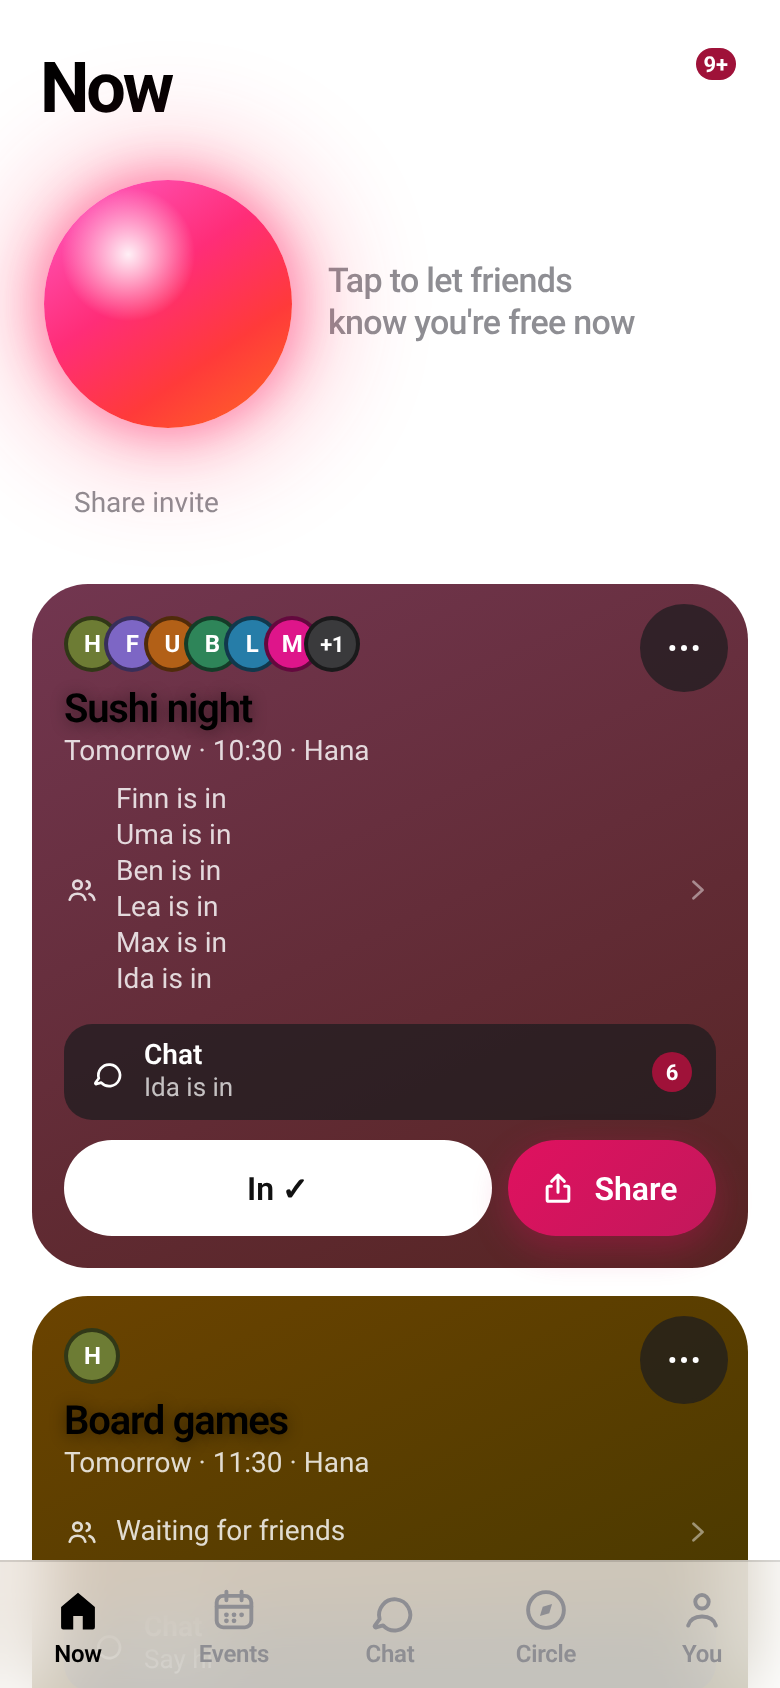 Now
9+
Tap to let friends
know you're free now
Share invite
H F U B L M +1
Sushi night
Tomorrow · 10:30 · Hana
Finn is in
Uma is in
Ben is in
Lea is in
Max is in
Ida is in
Chat
Ida is in
6
In ✓
Share
H
Board games
Tomorrow · 11:30 · Hana
Waiting for friends
Chat
Say hi
Now
Events
Chat
Circle
You